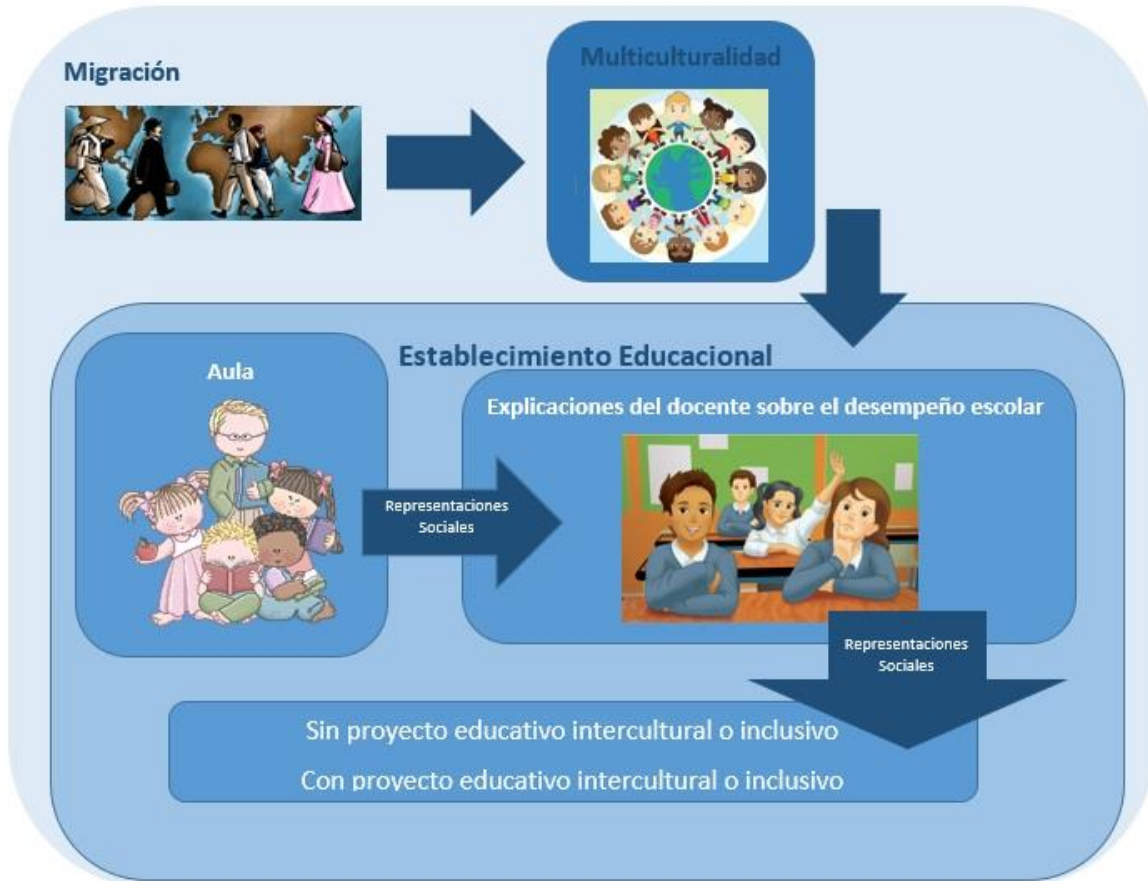 Migración
Multiculturalidad
Establecimiento Educacional
Aula
Explicaciones del docente sobre el desempeño escolar
Representaciones
Sociales
Representaciones
Sociales
Sin proyecto educativo intercultural o inclusivo
Con proyecto educativo intercultural o inclusivo